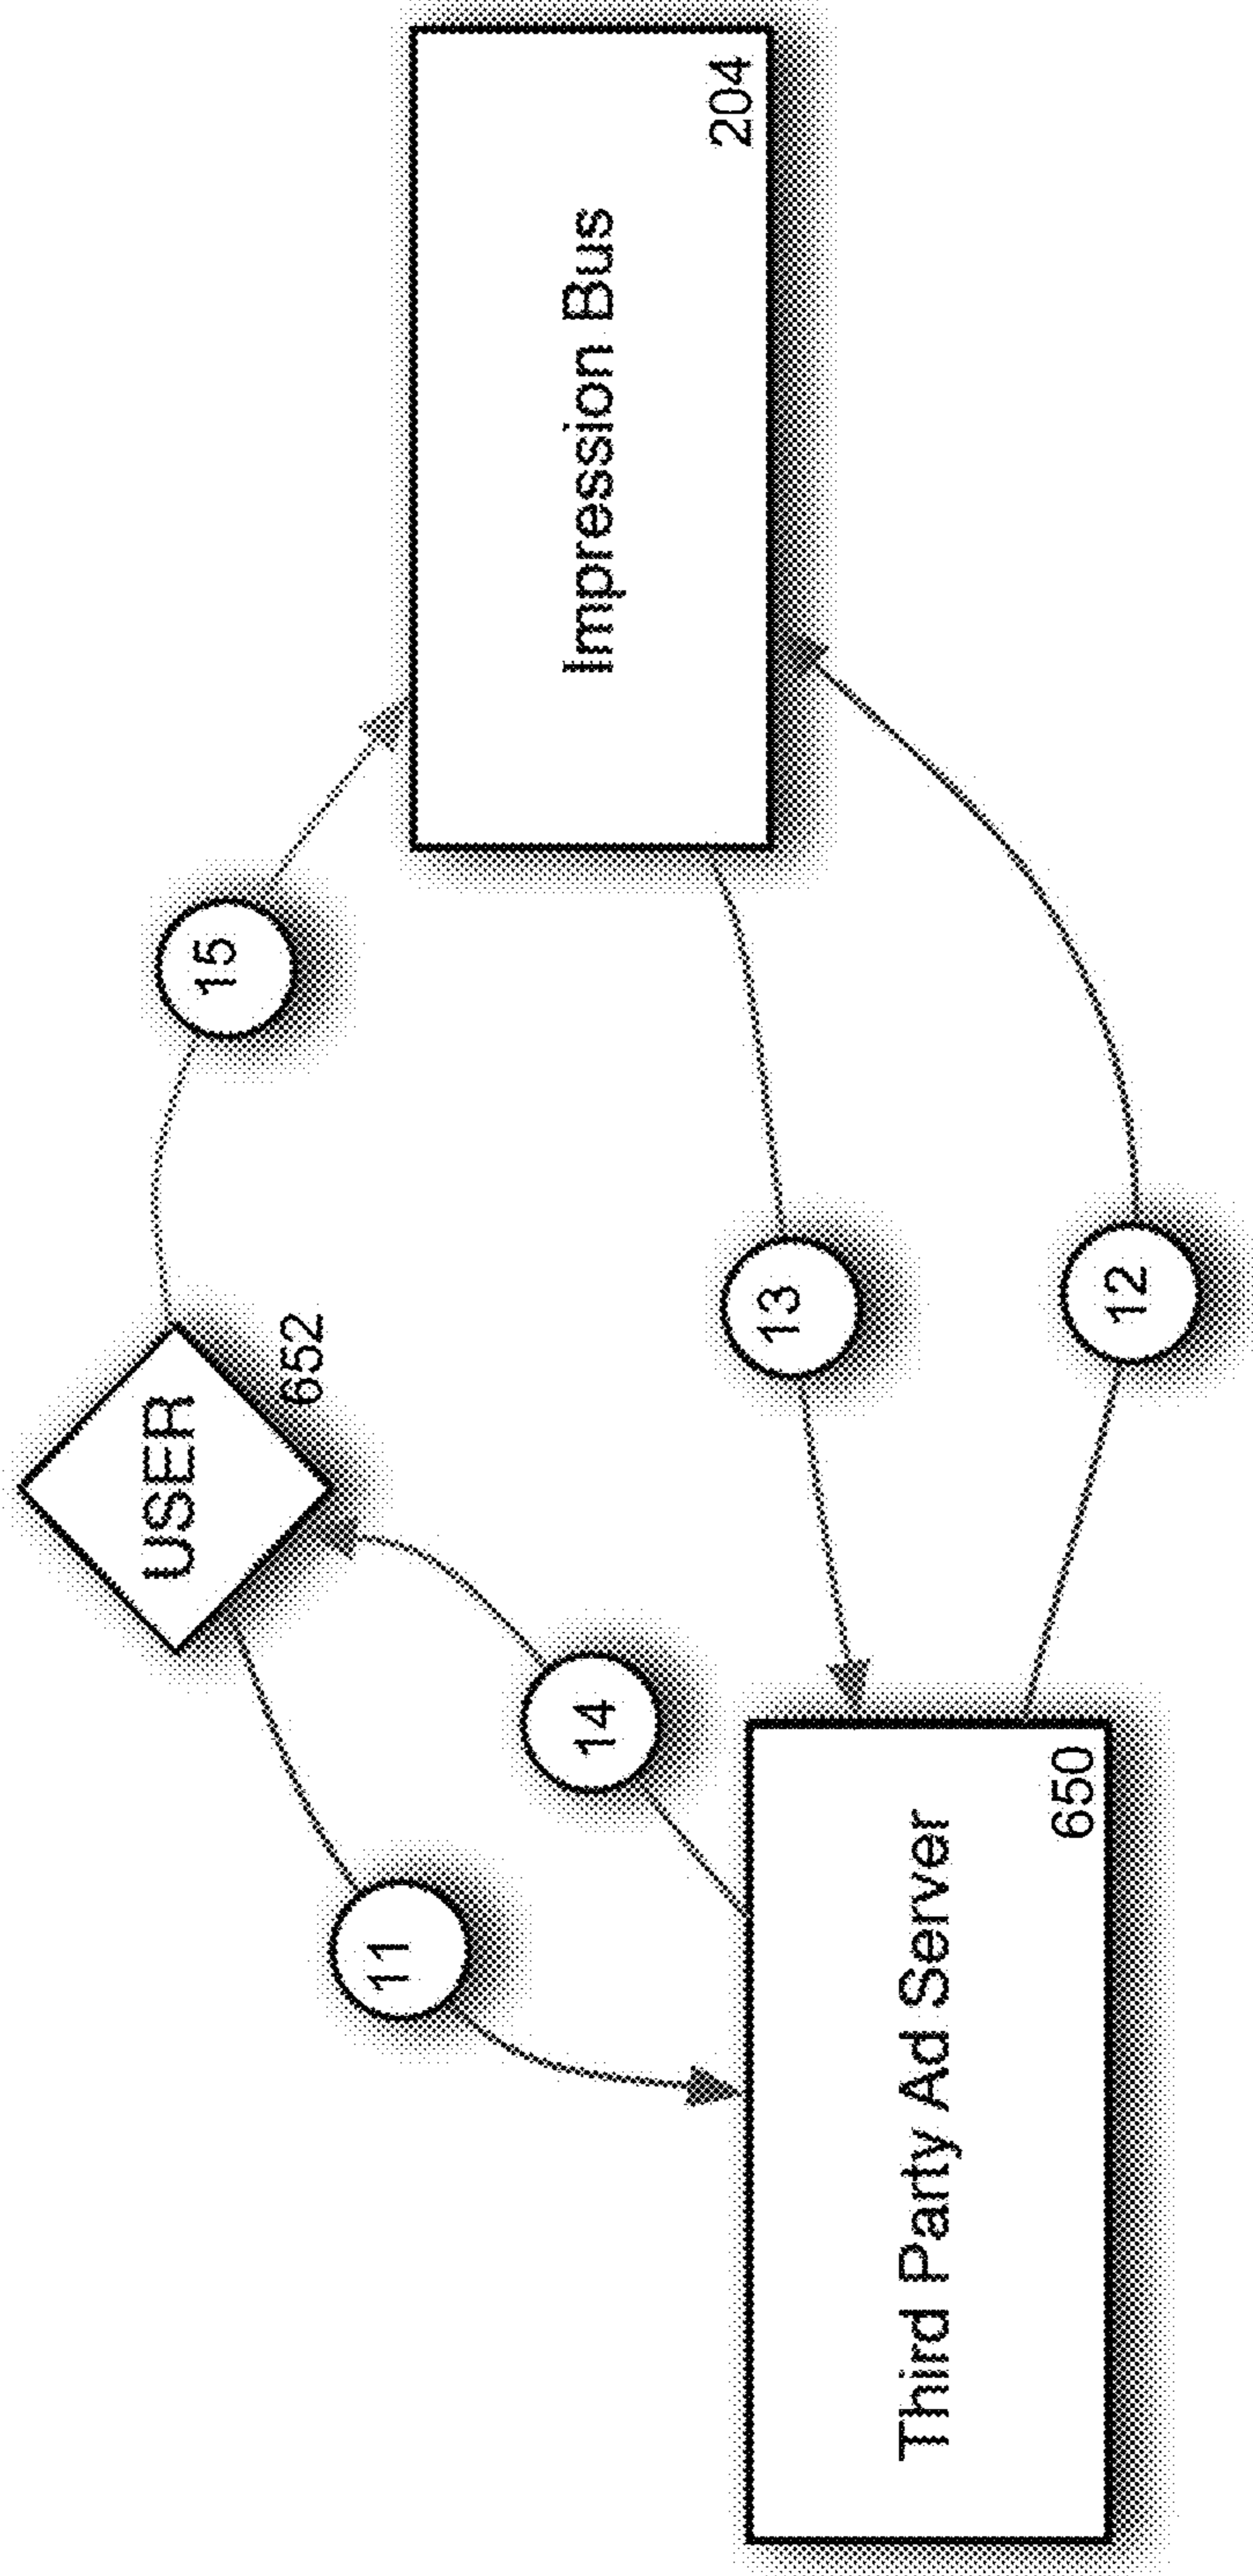 USER
652
15
11
14
Impression Bus
204
13
12
Third Party Ad Server
650